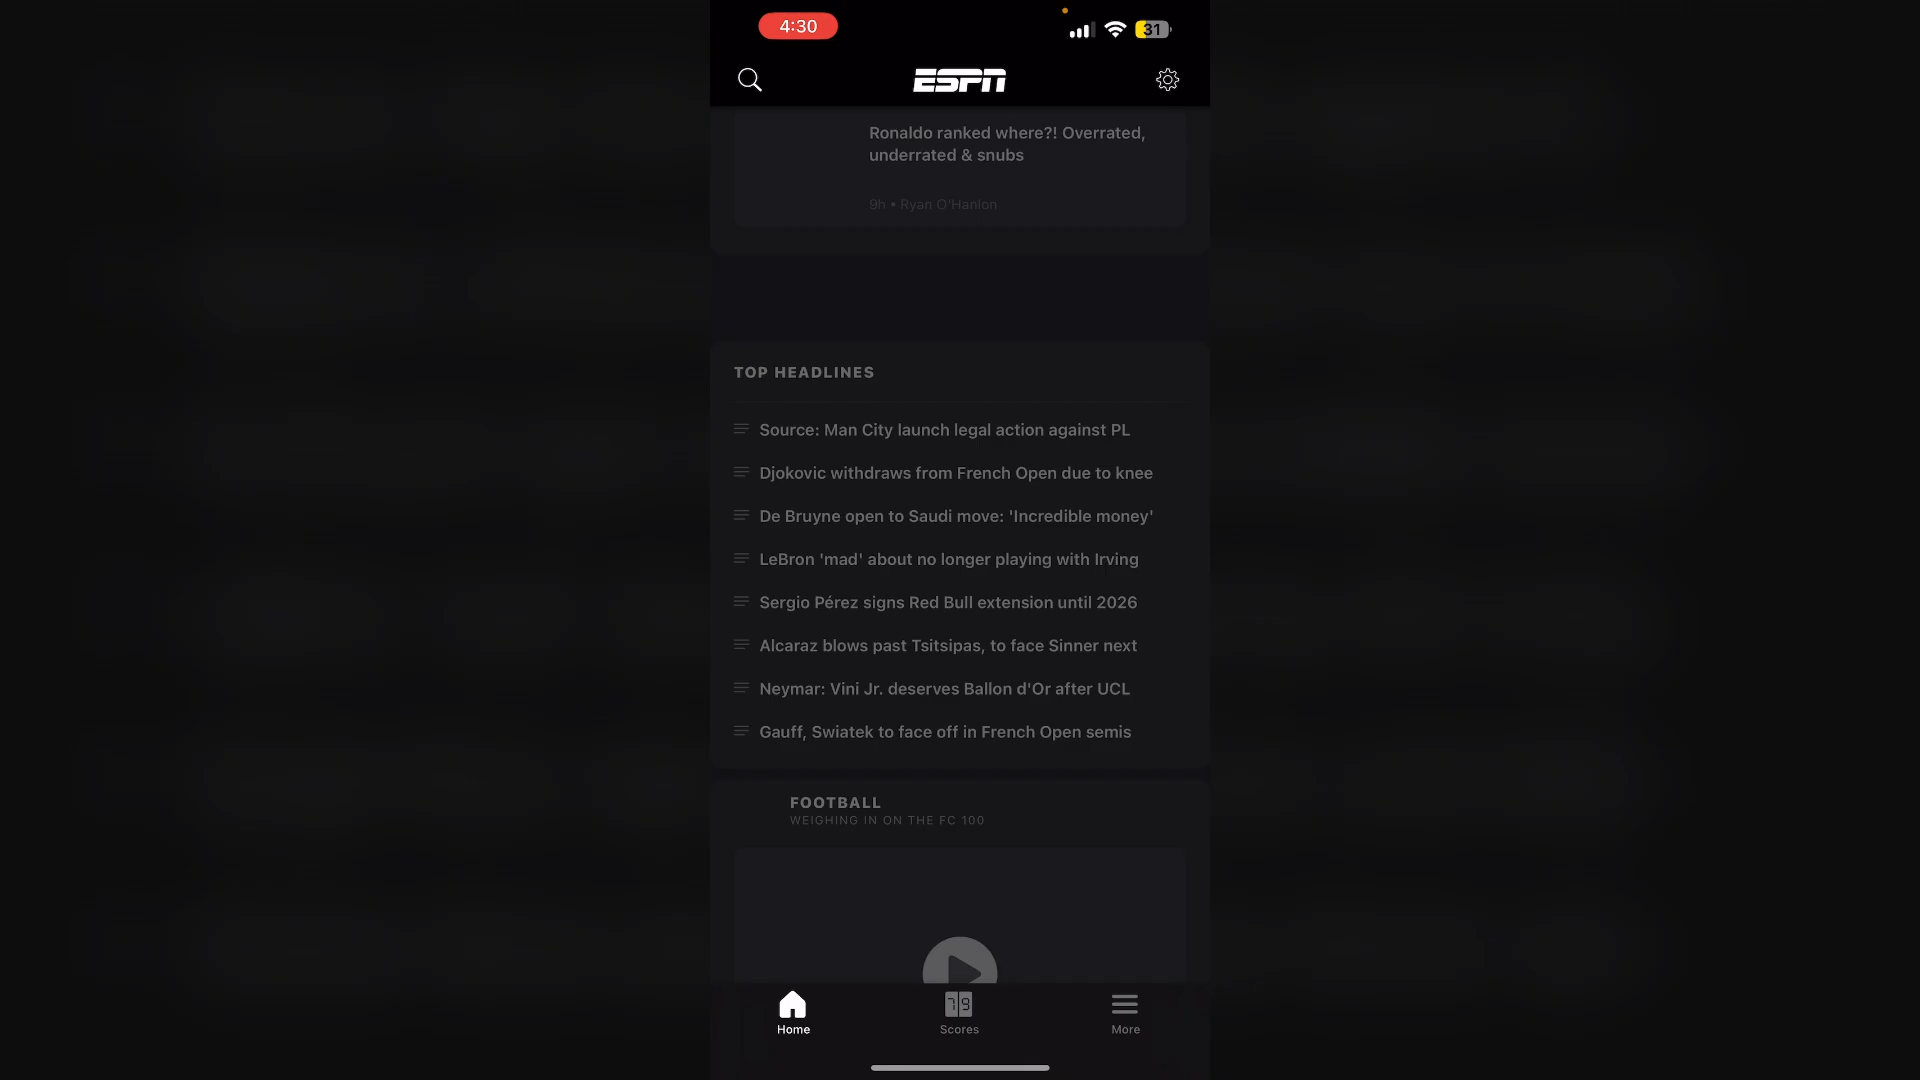 4:30
31
ESPN
Ronaldo ranked where?! Overrated,
underrated & snubs
9h • Ryan O'Hanlon
TOP HEADLINES
Source: Man City launch legal action against PL
Djokovic withdraws from French Open due to knee
De Bruyne open to Saudi move: 'Incredible money'
LeBron 'mad' about no longer playing with Irving
Sergio Pérez signs Red Bull extension until 2026
Alcaraz blows past Tsitsipas, to face Sinner next
Neymar: Vini Jr. deserves Ballon d'Or after UCL
Gauff, Swiatek to face off in French Open semis
FOOTBALL
WEIGHING IN ON THE FC 100
79
Home
Scores
More